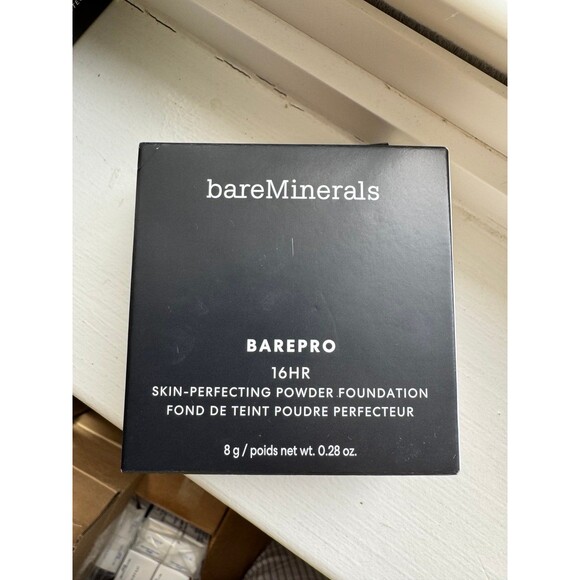 bareMinerals
BAREPRO
16HR
SKIN-PERFECTING POWDER FOUNDATION
FOND DE TEINT POUDRE PERFECTEUR
8 g / poids net wt. 0.28 oz.